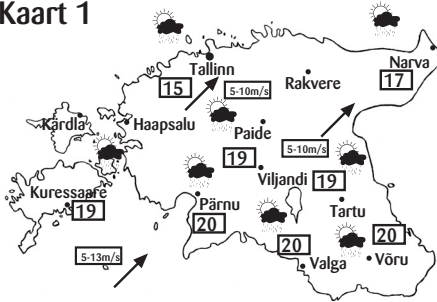 Kaart 1
Tallinn
Narva
15
5-10m/s
Rakvere
17
Kärdla
Haapsalu
Paide
5-10m/s
19
Viljandi
19
Kuressaare
19
Pärnu
Tartu
20
20
20
5-13m/s
Valga
Võru